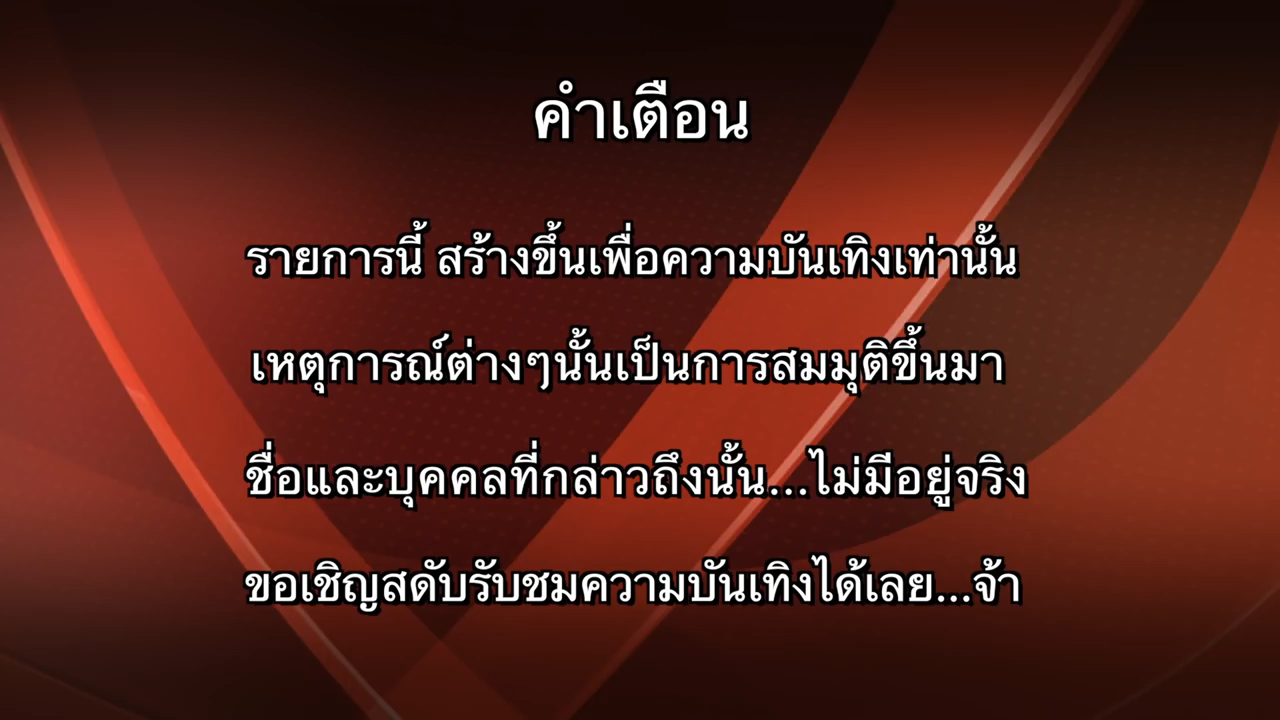 คำเตือน
รายการนี้ สร้างขึ้นเพื่อความบันเทิงเท่านั้น
เหตุการณ์ต่างๆนั้นเป็นการสมมุติขึ้นมา
ชื่อและบุคคลที่กล่าวถึงนั้น...ไม่มีอยู่จริง
ขอเชิญสดับรับชมความบันเทิงได้เลย...จ้า